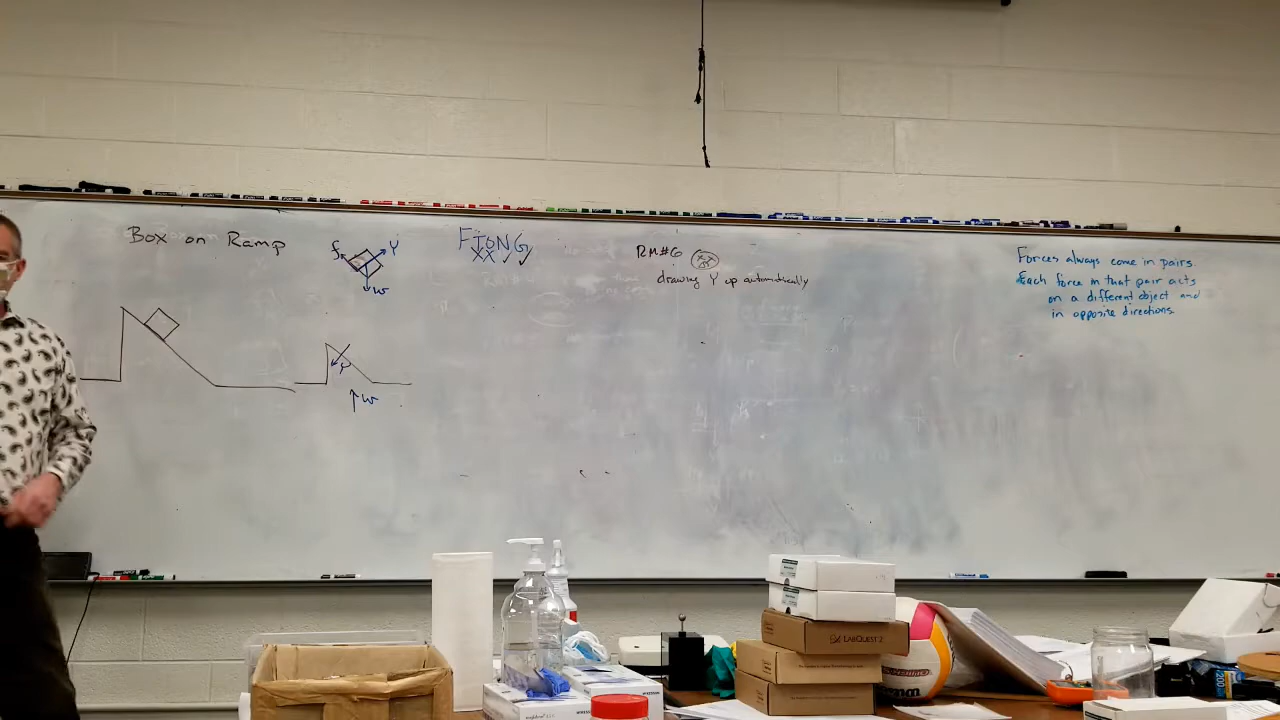 Box on Ramp
f
Y
w
FTONG
RM#6
drawing Y up automatically
Forces always come in pairs.
Each force in that pair acts
on a different object and
in opposite directions.
w
LABQUEST 2